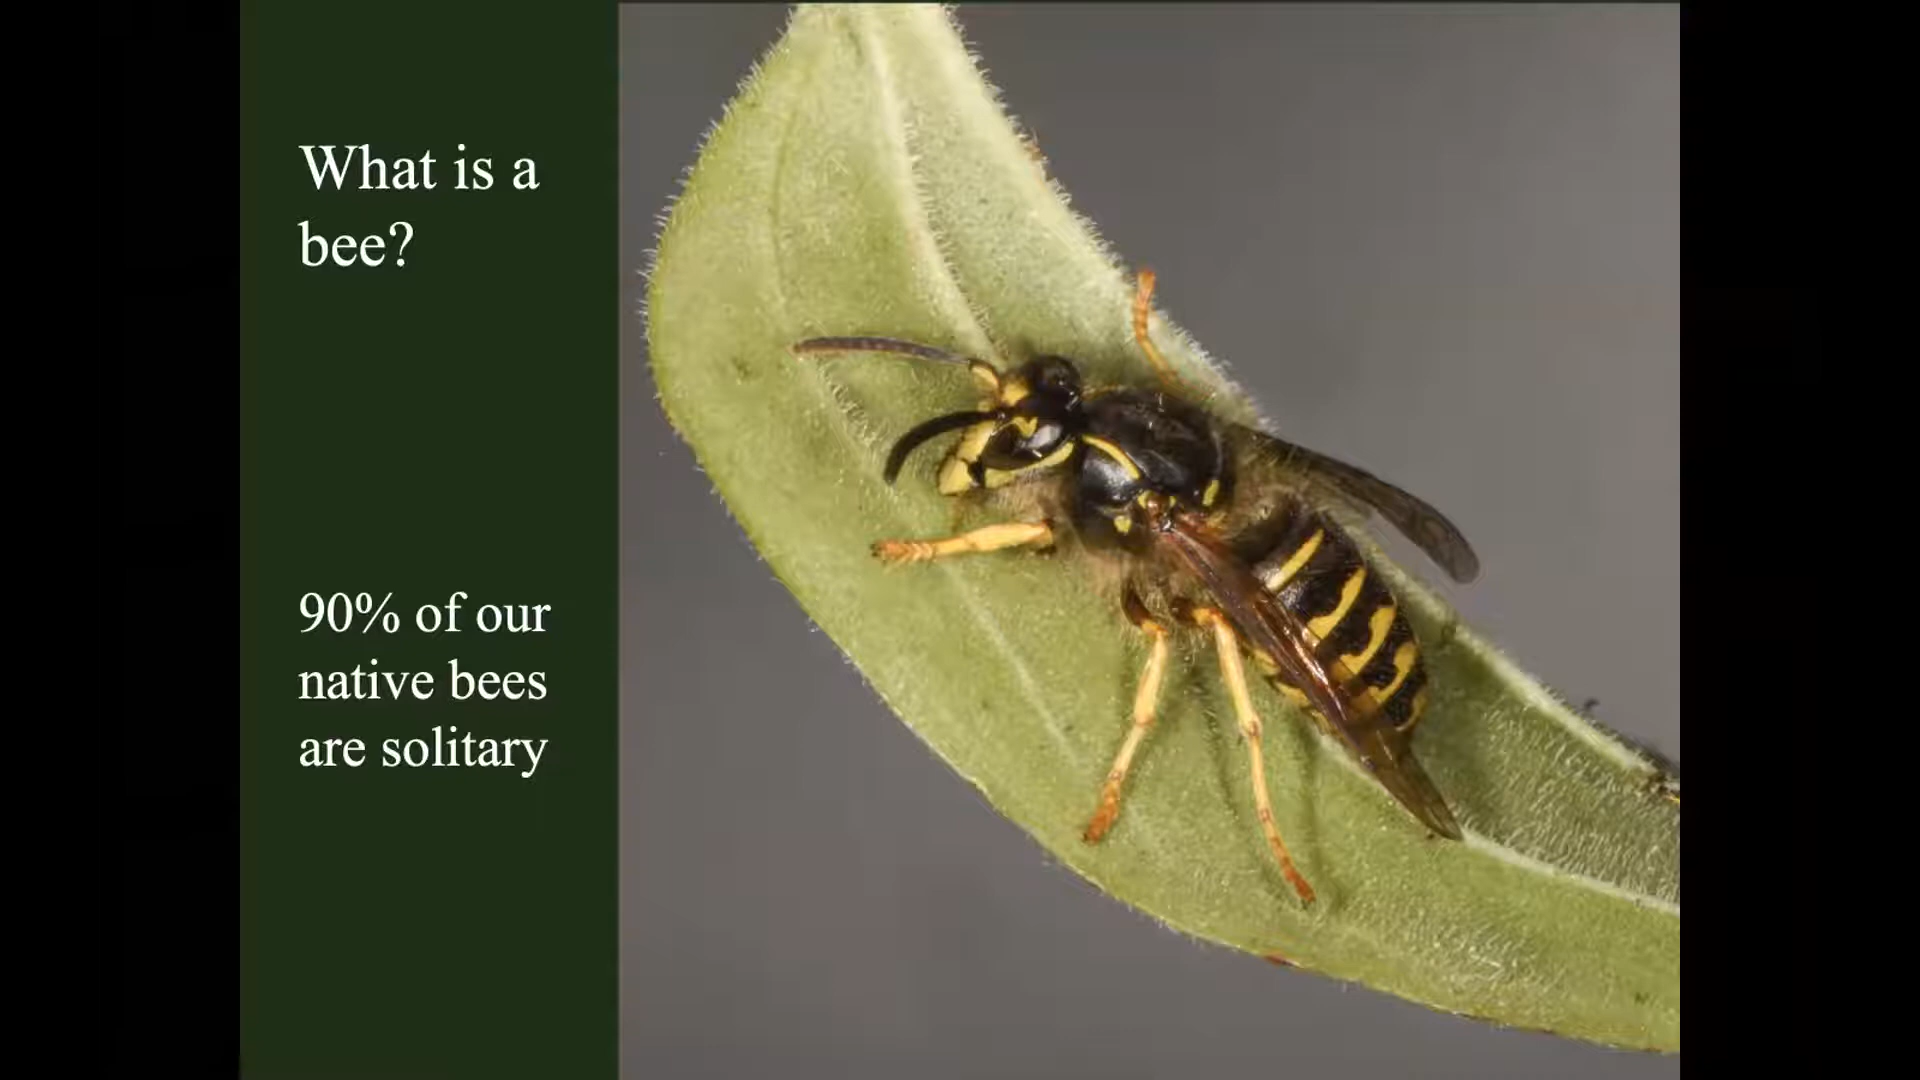 What is a
bee?
90% of our
native bees
are solitary